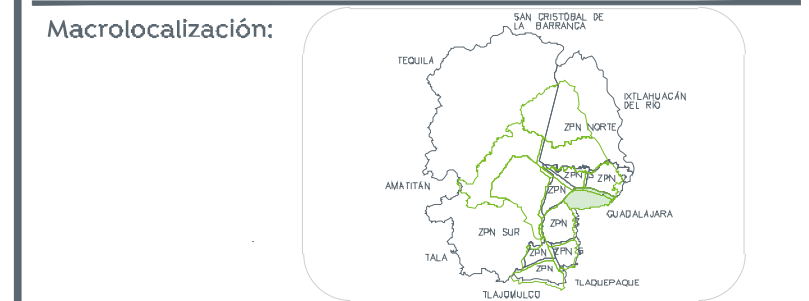 Macrolocalización:
SAN CRISTÓBAL DE
LA BARRANCA
TEQUILA
IXTLAHUACÁN
DEL RÍO
ZPN NORTE
ZPN
ZPN
AMATITÁN
ZPN
GUADALAJARA
ZPN
ZPN SUR
ZPN
ZPN
TALA
ZPN
TLAQUEPAQUE
TLAJOMULCO